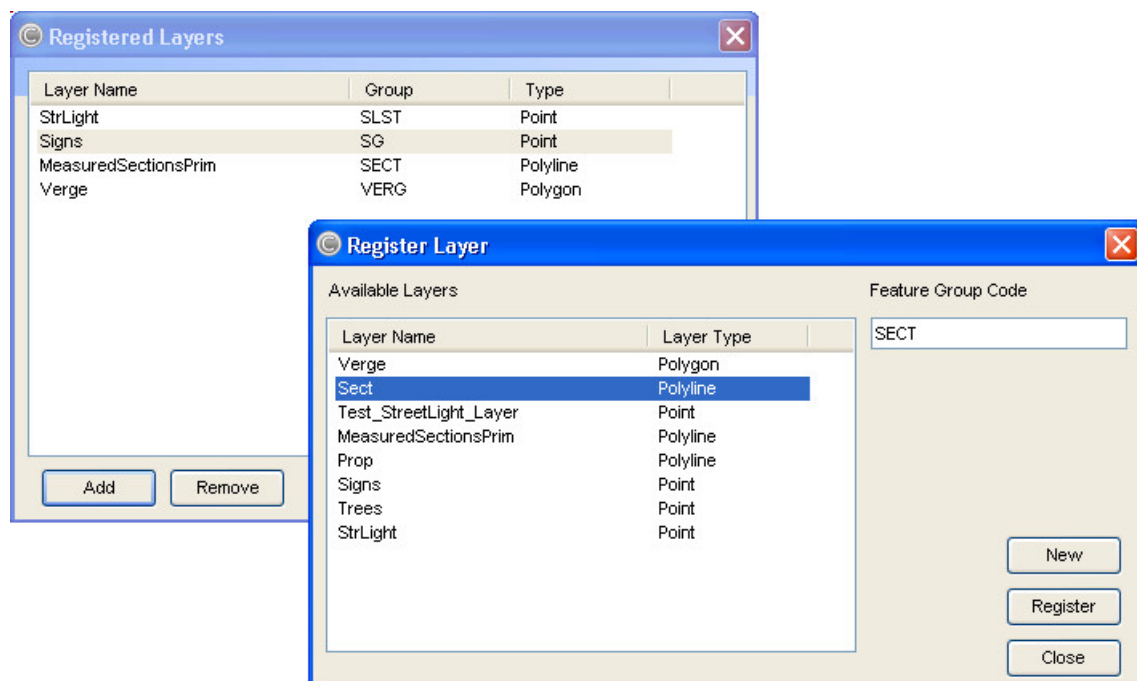 Registered Layers
Layer Name Group Type
StrLight SLST Point
Signs SG Point
MeasuredSectionsPrim SECT Polyline
Verge VERG Polygon
Add Remove
Register Layer
Available Layers Feature Group Code
SECT
Layer Name Layer Type
Verge Polygon
Sect Polyline
Test_StreetLight_Layer Point
MeasuredSectionsPrim Polyline
Prop Polyline
Signs Point
Trees Point
StrLight Point
New
Register
Close